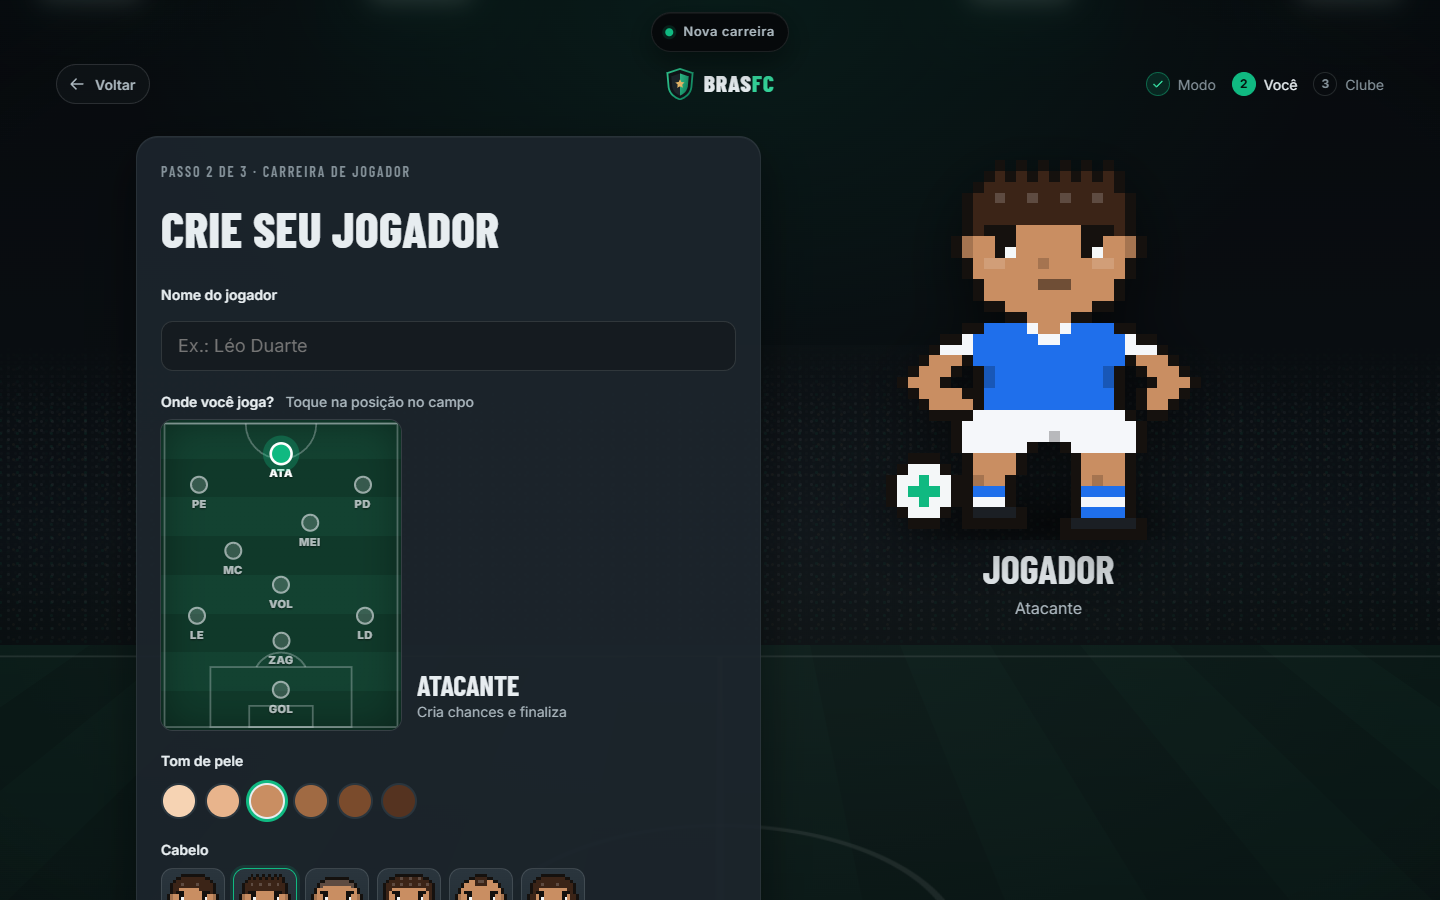 Nova carreira
Voltar
BRASFC
Modo
2 Você
3 Clube
PASSO 2 DE 3 · CARREIRA DE JOGADOR
CRIE SEU JOGADOR
Nome do jogador
Ex.: Léo Duarte
Onde você joga? Toque na posição no campo
ATA
PE
PD
MEI
MC
VOL
LE
LD
ZAG
GOL
ATACANTE
Cria chances e finaliza
Tom de pele
Cabelo
JOGADOR
Atacante